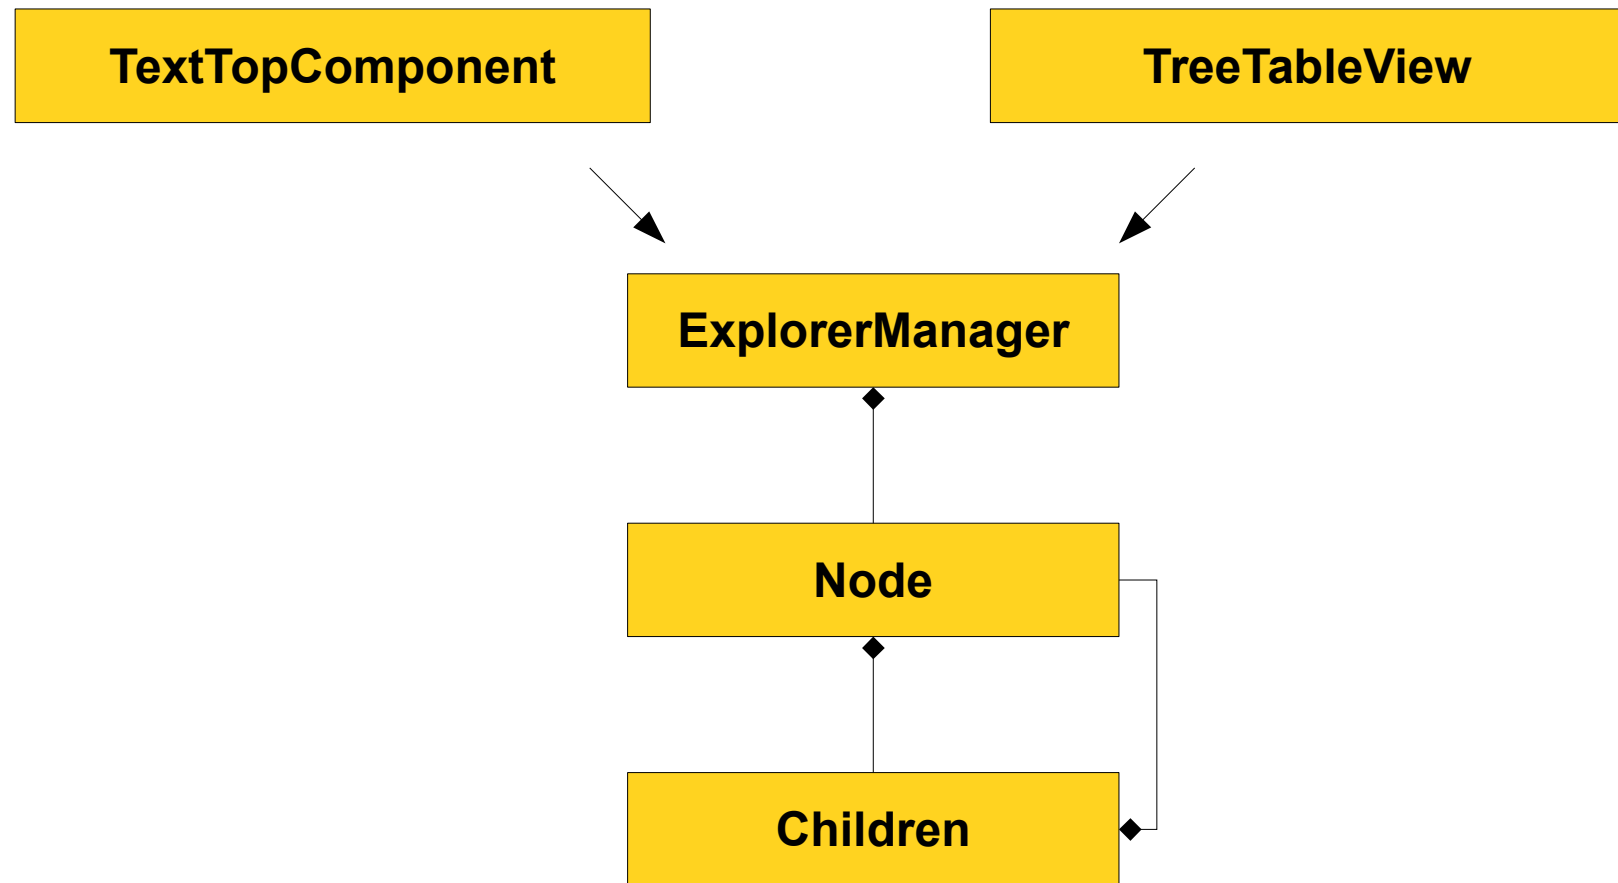 TextTopComponent
TreeTableView
ExplorerManager
Node
Children